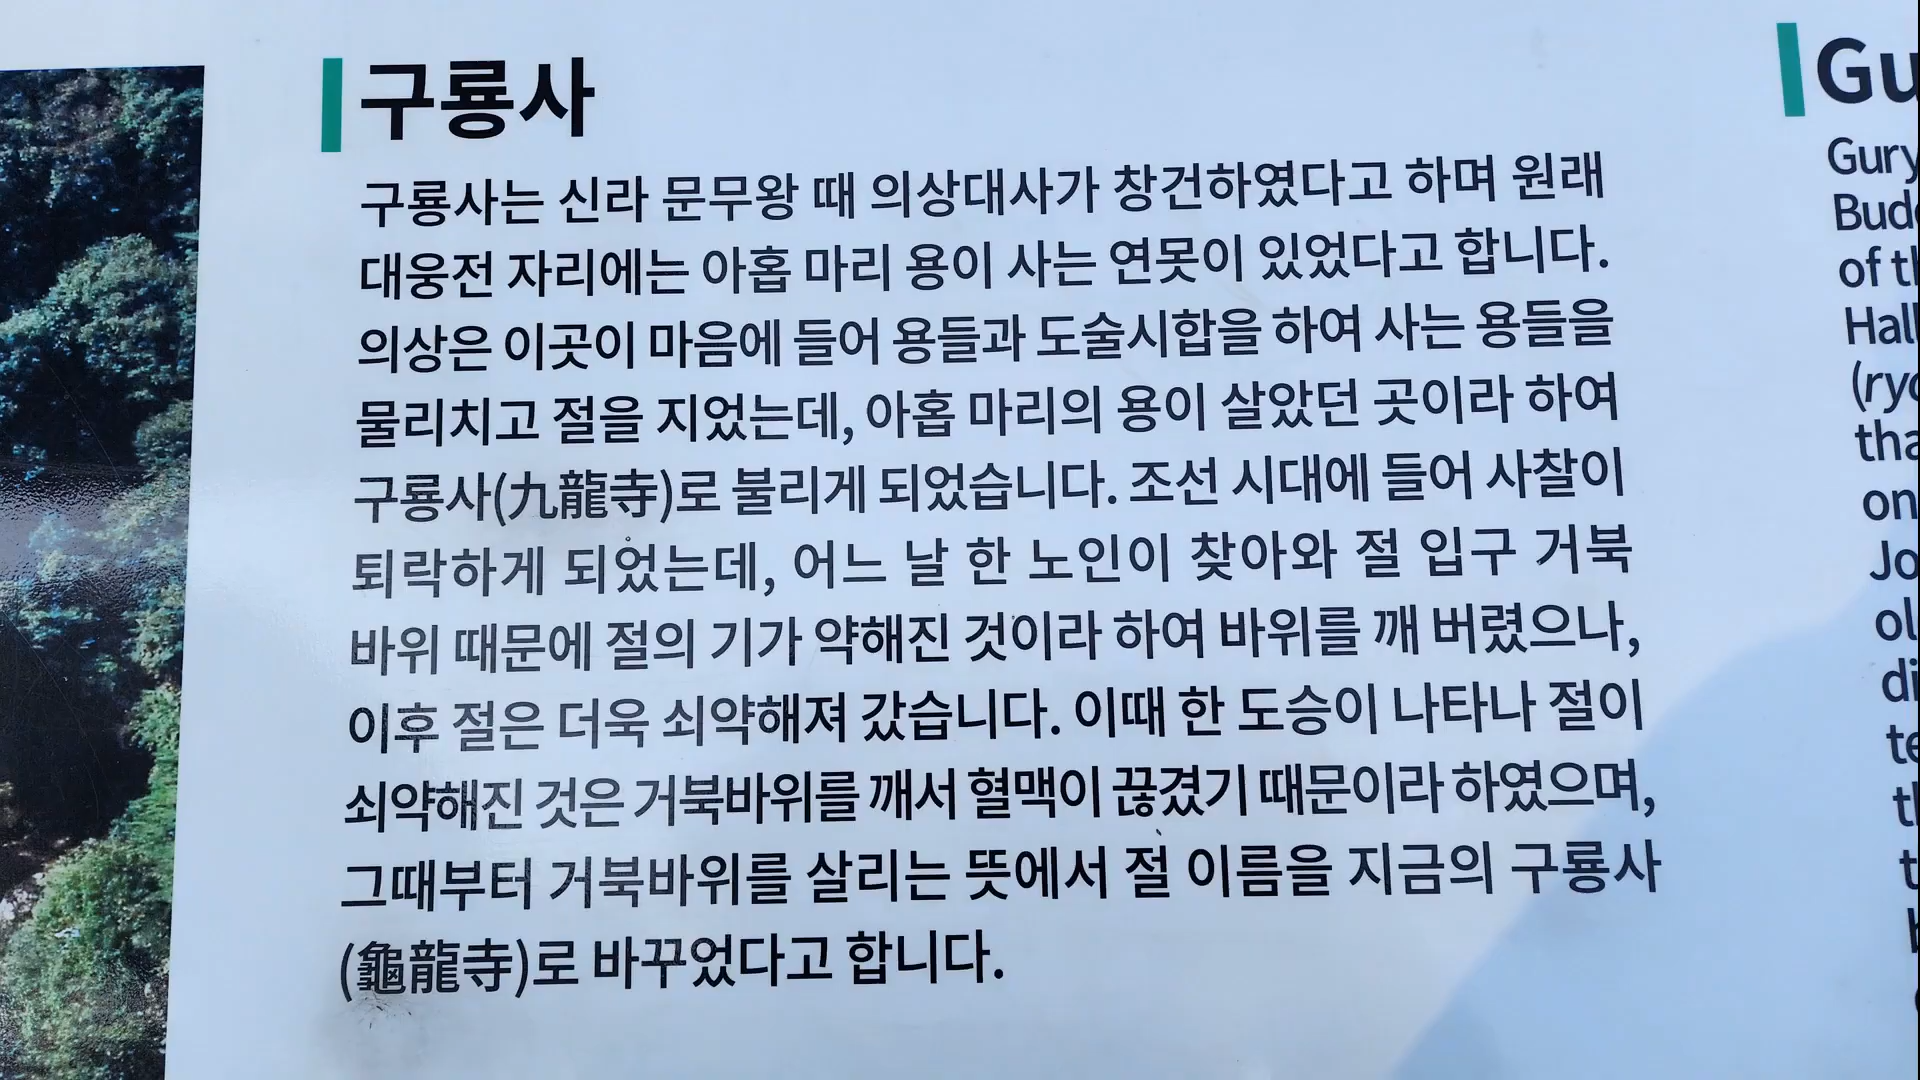 구룡사
구룡사는 신라 문무왕 때 의상대사가 창건하였다고 하며 원래
대웅전 자리에는 아홉 마리 용이 사는 연못이 있었다고 합니다.
의상은 이곳이 마음에 들어 용들과 도술시합을 하여 사는 용들을
물리치고 절을 지었는데, 아홉 마리의 용이 살았던 곳이라 하여
구룡사(九龍寺)로 불리게 되었습니다. 조선 시대에 들어 사찰이
퇴락하게 되었는데, 어느 날 한 노인이 찾아와 절 입구 거북
바위 때문에 절의 기가 약해진 것이라 하여 바위를 깨 버렸으나,
이후 절은 더욱 쇠약해져 갔습니다. 이때 한 도승이 나타나 절이
쇠약해진 것은 거북바위를 깨서 혈맥이 끊겼기 때문이라 하였으며,
그때부터 거북바위를 살리는 뜻에서 절 이름을 지금의 구룡사
(龜龍寺)로 바꾸었다고 합니다.
Gu
Gury
Bud
of th
Hall
(ryo
tha
on
Jo
ol
di
te